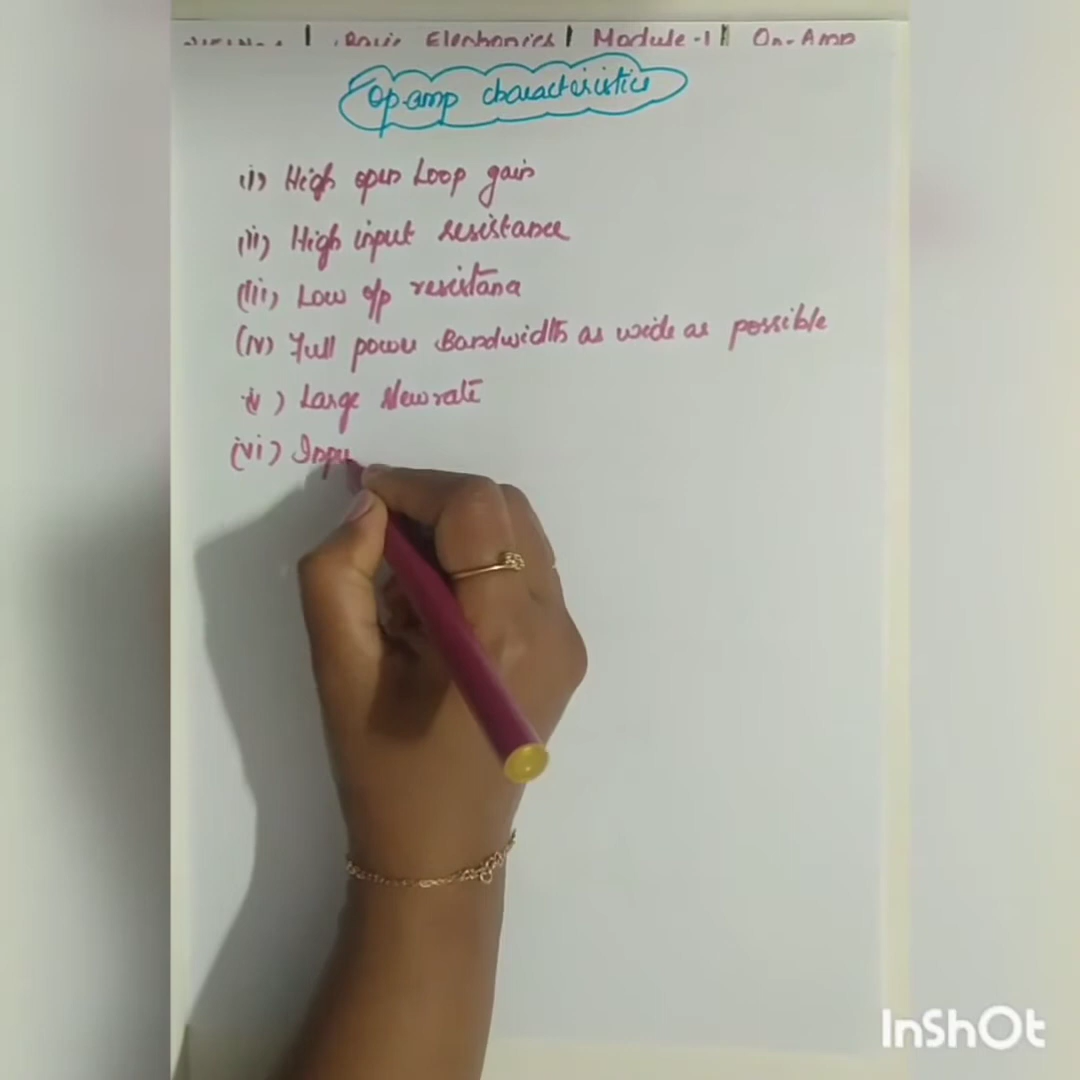 Basic Electronics | Module-1 | Op-Amp
Op-amp characteristics
(i) High open Loop gain
(ii) High input resistance
(iii) Low o/p resistance
(iv) Full power Bandwidth as wide as possible
(v) Large slew rate
(vi) Inpu
InShOt